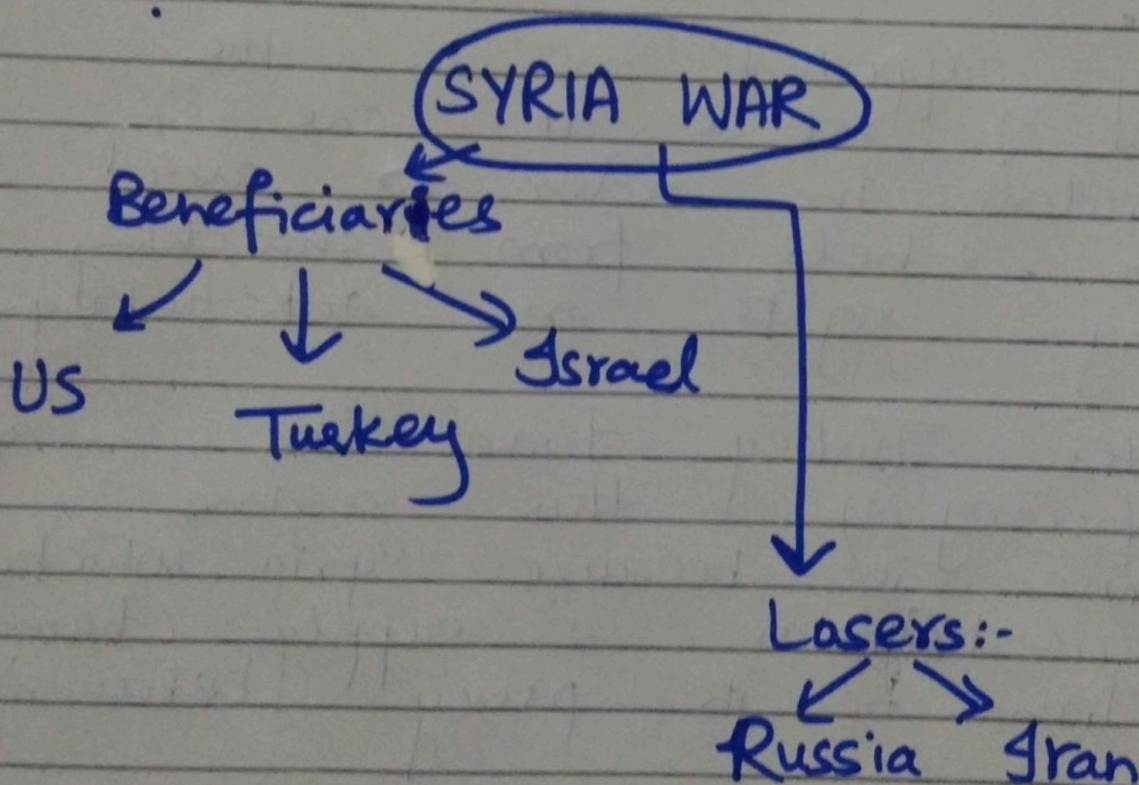 SYRIA WAR
Beneficiaries
US
Turkey
Israel
Losers:-
Russia
Iran